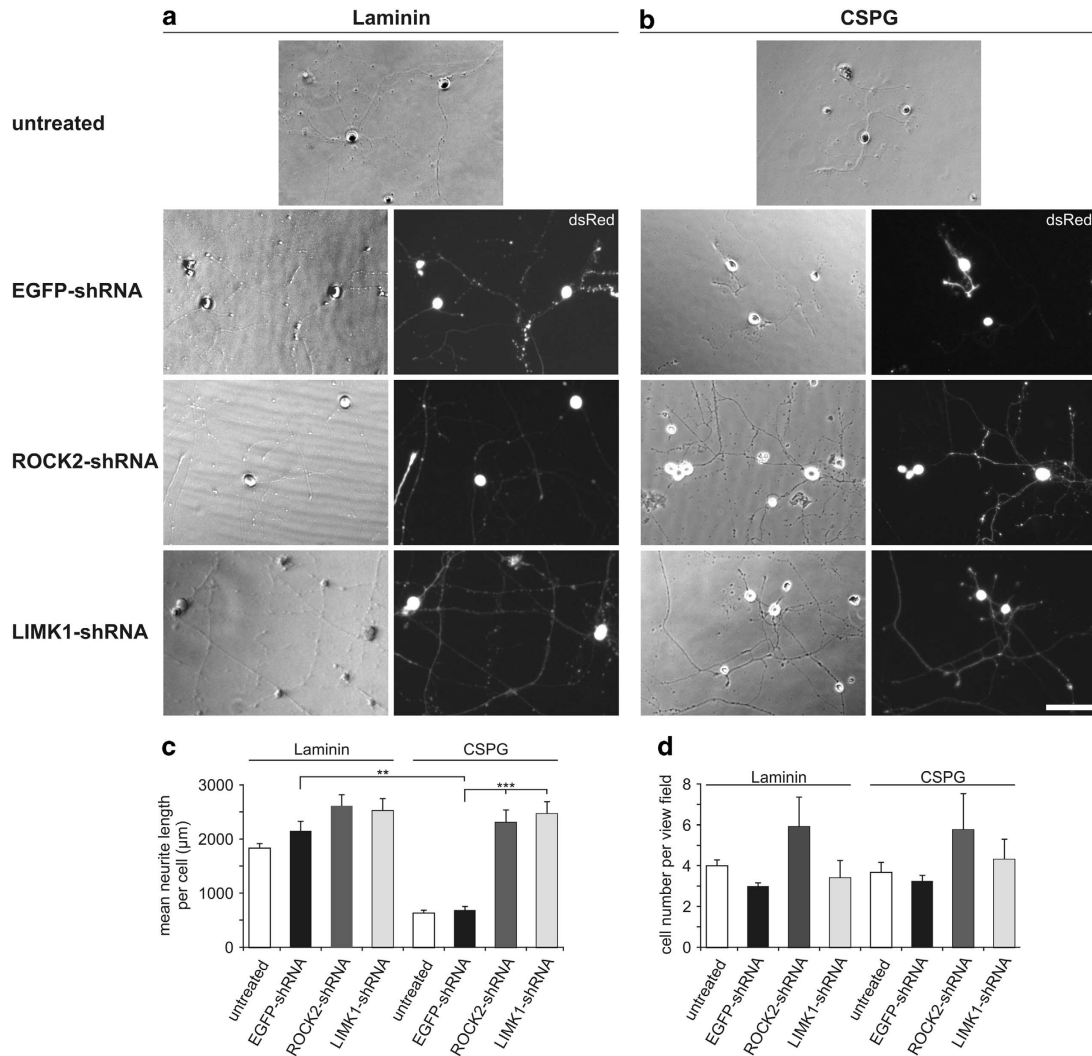 a
Laminin
b
CSPG
untreated
EGFP-shRNA
dsRed
dsRed
ROCK2-shRNA
LIMK1-shRNA
c
Laminin
CSPG
**
***
mean neurite length
per cell (µm)
3000
2500
2000
1000
500
0
untreated
EGFP-shRNA
ROCK2-shRNA
LIMK1-shRNA
untreated
EGFP-shRNA
ROCK2-shRNA
LIMK1-shRNA
d
Laminin
CSPG
cell number per view field
8
6
4
2
0
untreated
EGFP-shRNA
ROCK2-shRNA
LIMK1-shRNA
untreated
EGFP-shRNA
ROCK2-shRNA
LIMK1-shRNA